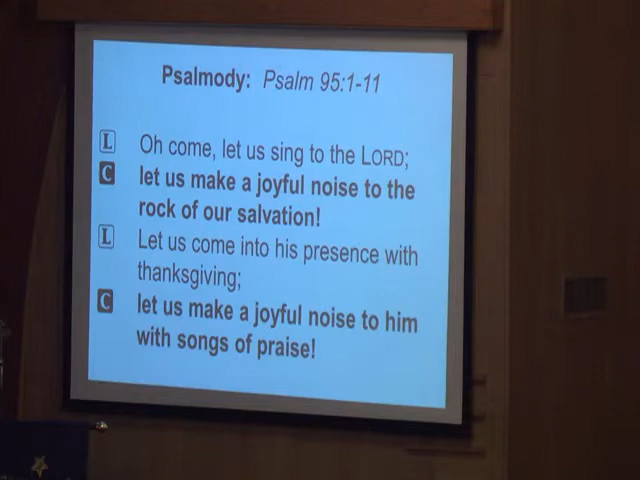 Psalmody: Psalm 95:1-11
L Oh come, let us sing to the LORD;
C let us make a joyful noise to the
rock of our salvation!
L Let us come into his presence with
thanksgiving;
C let us make a joyful noise to him
with songs of praise!